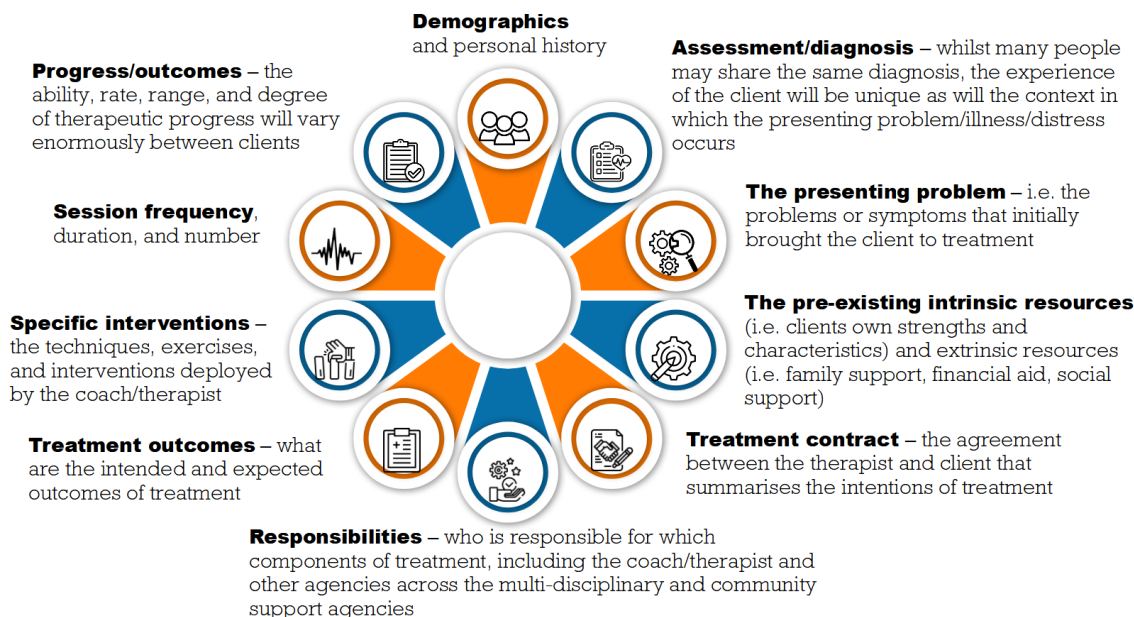 Demographics
and personal history
Assessment/diagnosis – whilst many people
may share the same diagnosis, the experience
of the client will be unique as will the context in
which the presenting problem/illness/distress
occurs
The presenting problem – i.e. the
problems or symptoms that initially
brought the client to treatment
The pre-existing intrinsic resources
(i.e. clients own strengths and
characteristics) and extrinsic resources
(i.e. family support, financial aid, social
support)
Treatment contract – the agreement
between the therapist and client that
summarises the intentions of treatment
Responsibilities – who is responsible for which
components of treatment, including the coach/therapist and
other agencies across the multi-disciplinary and community
support agencies
Treatment outcomes – what
are the intended and expected
outcomes of treatment
Specific interventions –
the techniques, exercises,
and interventions deployed
by the coach/therapist
Session frequency,
duration, and number
Progress/outcomes – the
ability, rate, range, and degree
of therapeutic progress will vary
enormously between clients